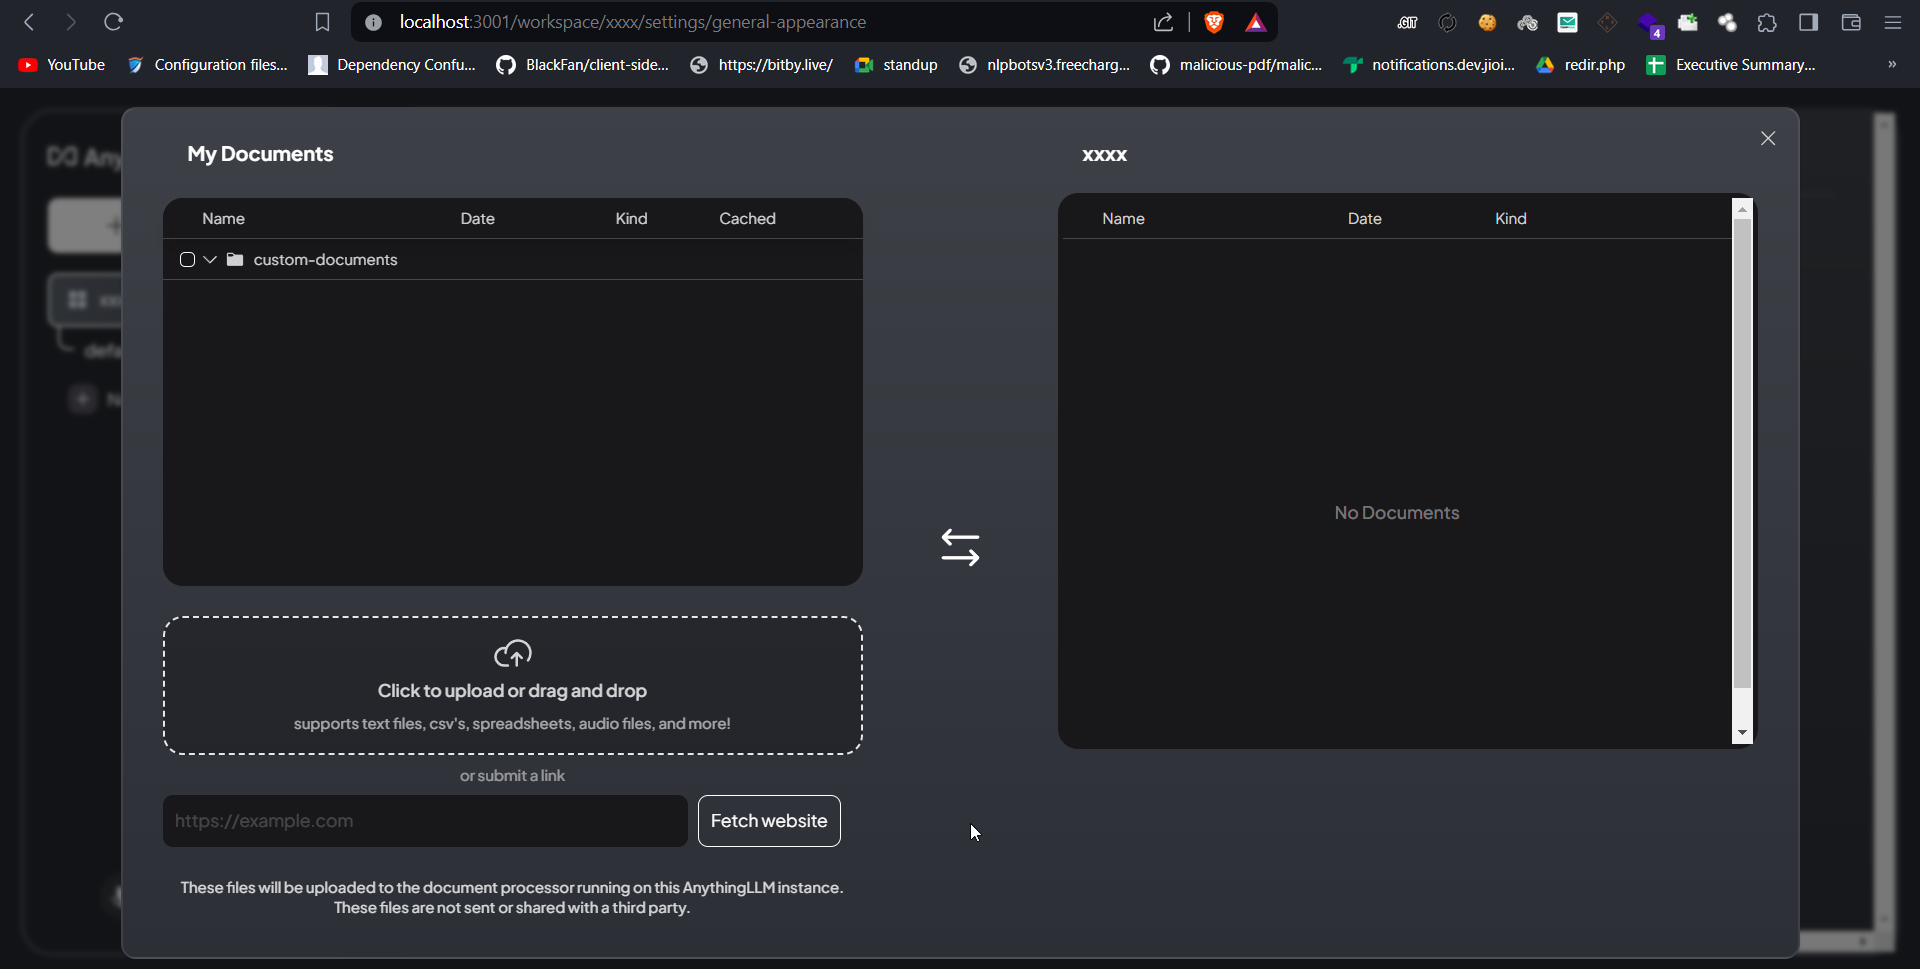 localhost:3001/workspace/xxxx/settings/general-appearance
GIT
4
YouTube
Configuration files...
Dependency Confu...
BlackFan/client-side...
https://bitby.live/
standup
nlpbotsv3.freecharg...
malicious-pdf/malic...
notifications.dev.jioi...
redir.php
Executive Summary...
»
Any
My Documents
xxxx
Name Date Kind Cached
custom-documents
Name Date Kind
No Documents
Click to upload or drag and drop
supports text files, csv's, spreadsheets, audio files, and more!
or submit a link
https://example.com
Fetch website
These files will be uploaded to the document processor running on this AnythingLLM instance.
These files are not sent or shared with a third party.